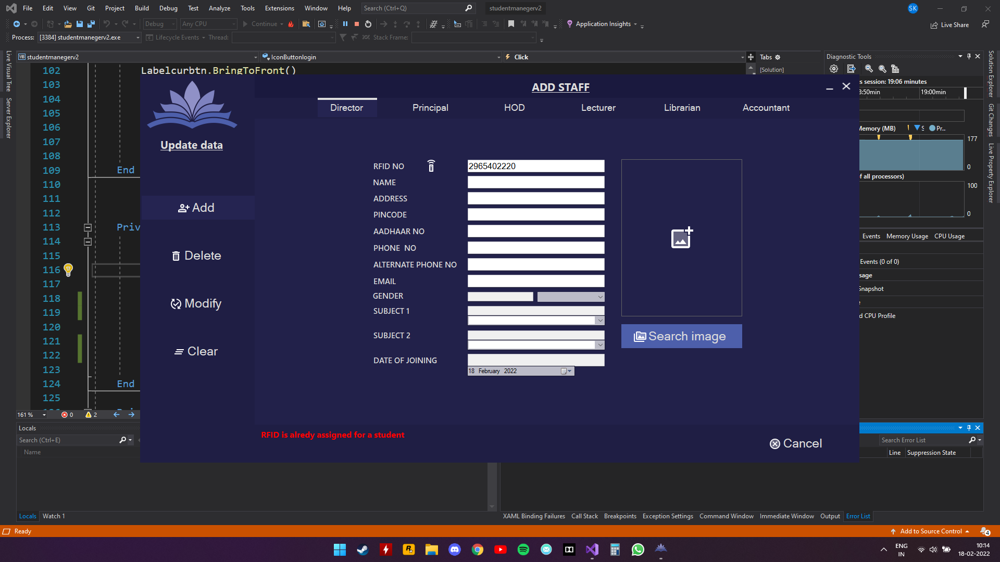 File Edit View Git Project Build Debug Test Analyze Tools Extensions Window Help Search (Ctrl+Q) studentmanegerv2 SK
Debug Any CPU Continue Application Insights Live Share
Process: [3384] studentmanegerv2.exe Lifecycle Events Thread: Stack Frame:
Live Visual Tree
Server Explorer
VB studentmanegerv2 IconButtonlogin Click Tabs Diagnostic Tools
[Solution]
102 Labelcurbtn.BringToFront()
103
104
105
106
107
108
109 End
110
111
112
113 Priv
114
115
116
117
118
119
120
121
122
123
124 End
125
161 % 0 2
ADD STAFF
Director Principal HOD Lecturer Librarian Accountant
Update data
Add
Delete
Modify
Clear
RFID NO 2965402220
NAME
ADDRESS
PINCODE
AADHAAR NO
PHONE NO
ALTERNATE PHONE NO
EMAIL
GENDER
SUBJECT 1
SUBJECT 2
DATE OF JOINING
18 February 2022
Search image
RFID is alredy assigned for a student
Cancel
s session: 19:06 minutes
8:50min 19:00min
Memory (MB) S Pr...
177
0
f all processors)
100
0
Events Memory Usage CPU Usage
Events (0 of 0)
sage
Snapshot
d CPU Profile
Solution Explorer
Git Changes
Live Property Explorer
Locals
Search (Ctrl+E)
Name
Search Error List
Line Suppression State
Locals Watch 1
XAML Binding Failures Call Stack Breakpoints Exception Settings Command Window Immediate Window Output Error List
Ready Add to Source Control 4
ENG
IN
10:14
18-02-2022